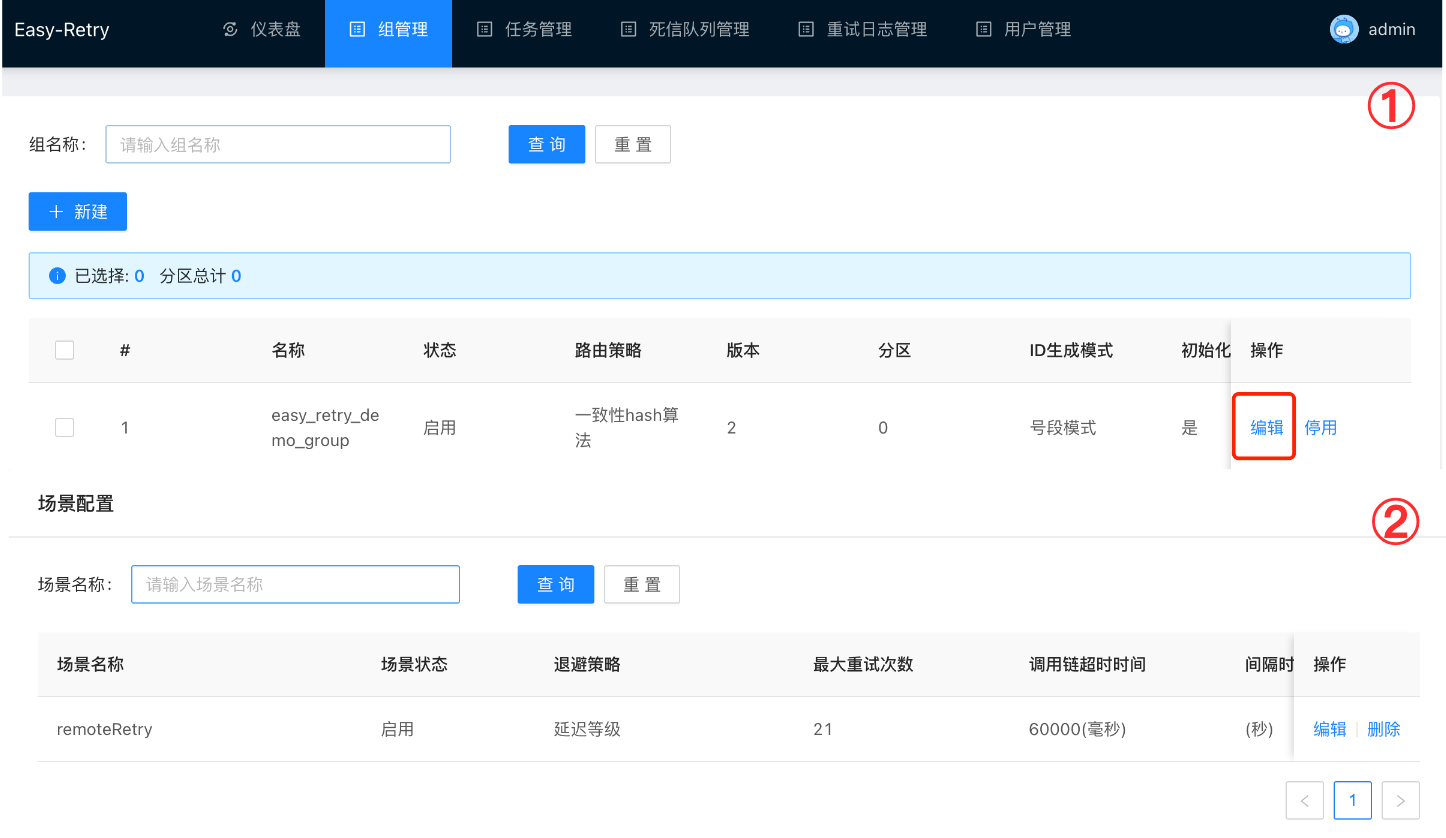 Easy-Retry 仪表盘 组管理 任务管理 死信队列管理 重试日志管理 用户管理 admin
①
组名称： 请输入组名称 查 询 重 置
新建
已选择: 0 分区总计 0
# 名称 状态 路由策略 版本 分区 ID生成模式 初始化 操作
1 easy_retry_de 启用 一致性hash算 2 0 号段模式 是 编辑 停用
mo_group 法
场景配置
②
场景名称： 请输入场景名称 查 询 重 置
场景名称 场景状态 退避策略 最大重试次数 调用链超时时间 间隔时 操作
remoteRetry 启用 延迟等级 21 60000(毫秒) (秒) 编辑 删除
< 1 >